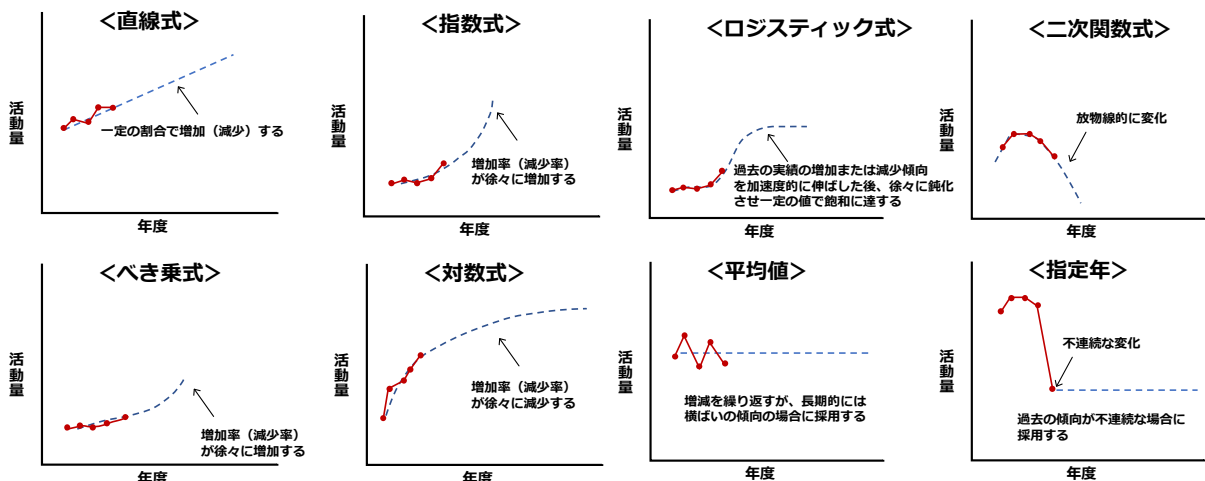 <直線式>
活動量
一定の割合で増加（減少）する
年度
<指数式>
活動量
増加率（減少率）
が徐々に増加する
年度
<ロジスティック式>
活動量
過去の実績の増加または減少傾向
を加速度的に伸ばした後、徐々に鈍化
させ一定の値で飽和に達する
年度
<二次関数式>
活動量
放物線的に変化
年度
<べき乗式>
活動量
増加率（減少率）
が徐々に増加する
年度
<対数式>
活動量
増加率（減少率）
が徐々に減少する
年度
<平均値>
活動量
増減を繰り返すが、長期的には
横ばいの傾向の場合に採用する
年度
<指定年>
活動量
不連続な変化
過去の傾向が不連続な場合に
採用する
年度